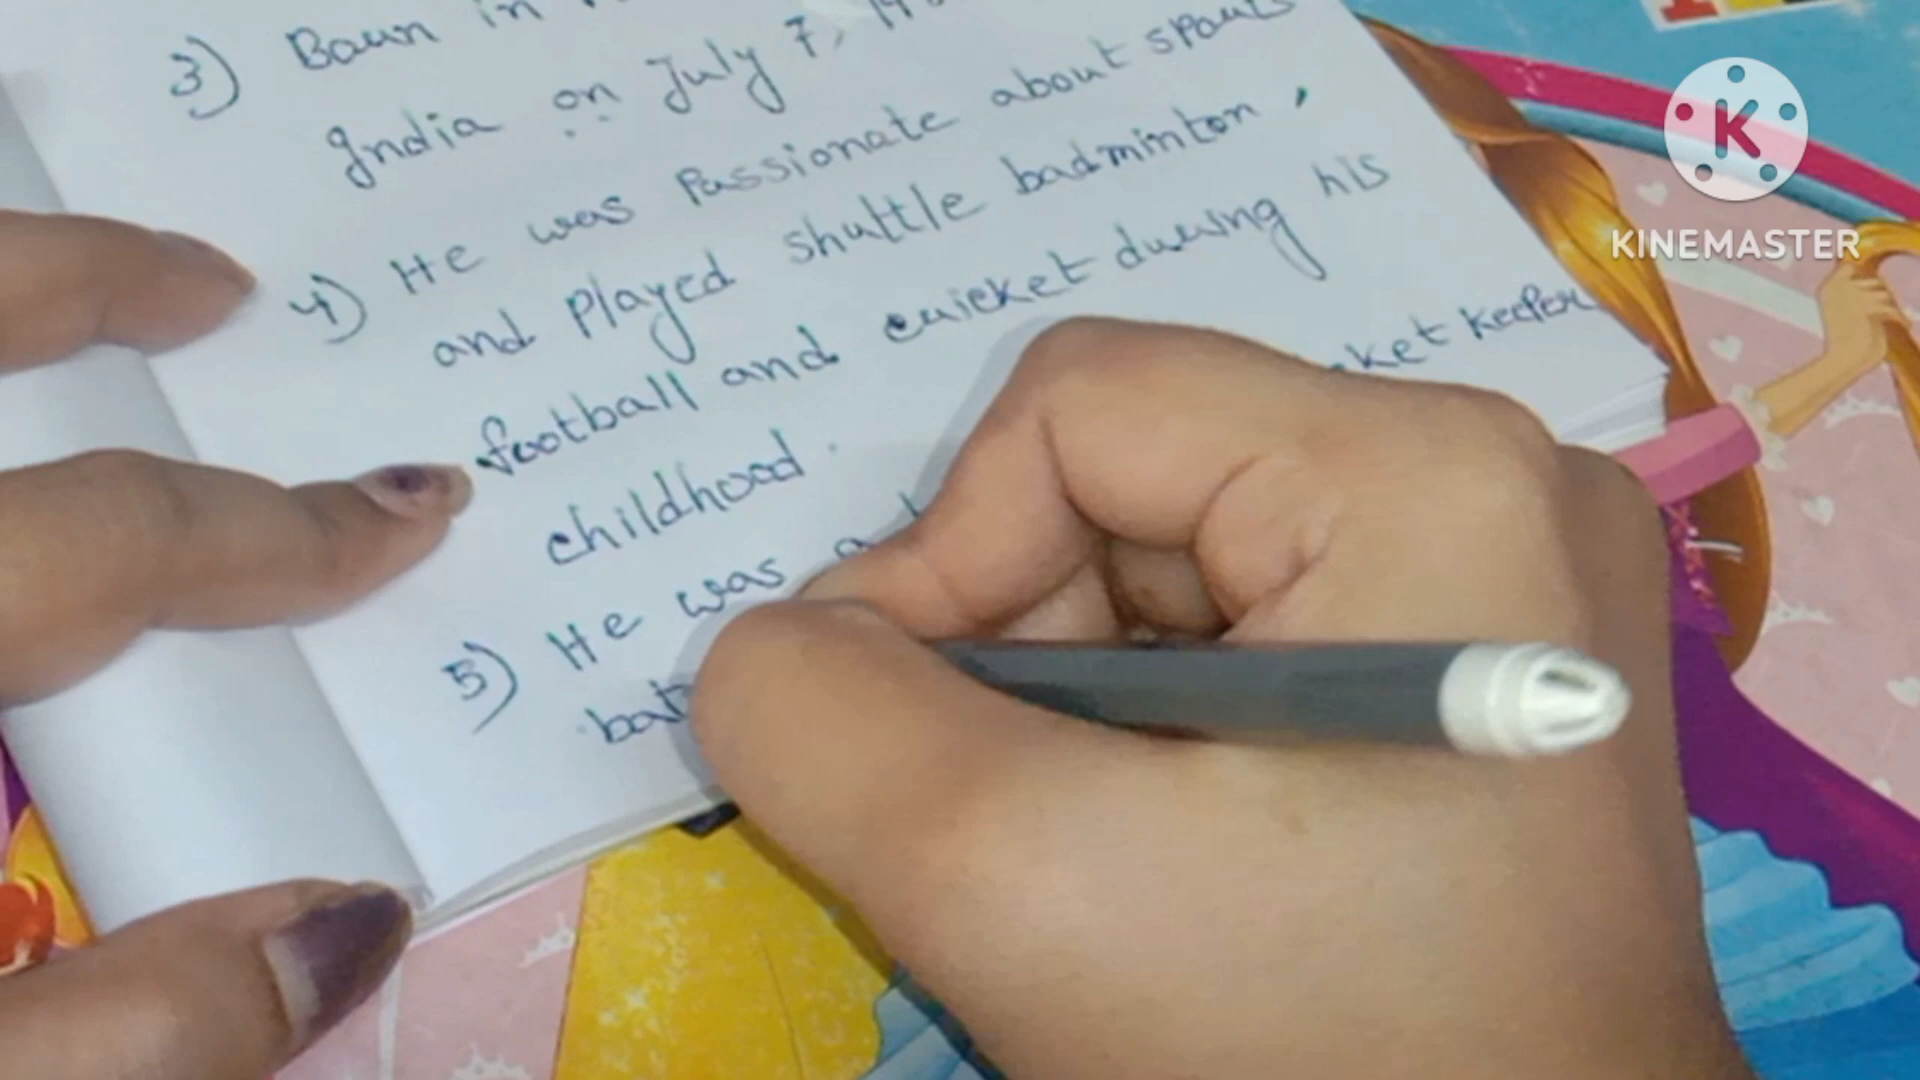 3) Born in
India on July 7,
4) He was Passionate about sports
and Played shuttle badminton,
football and cricket during his
childhood.
5) He was a keeper
KINEMASTER